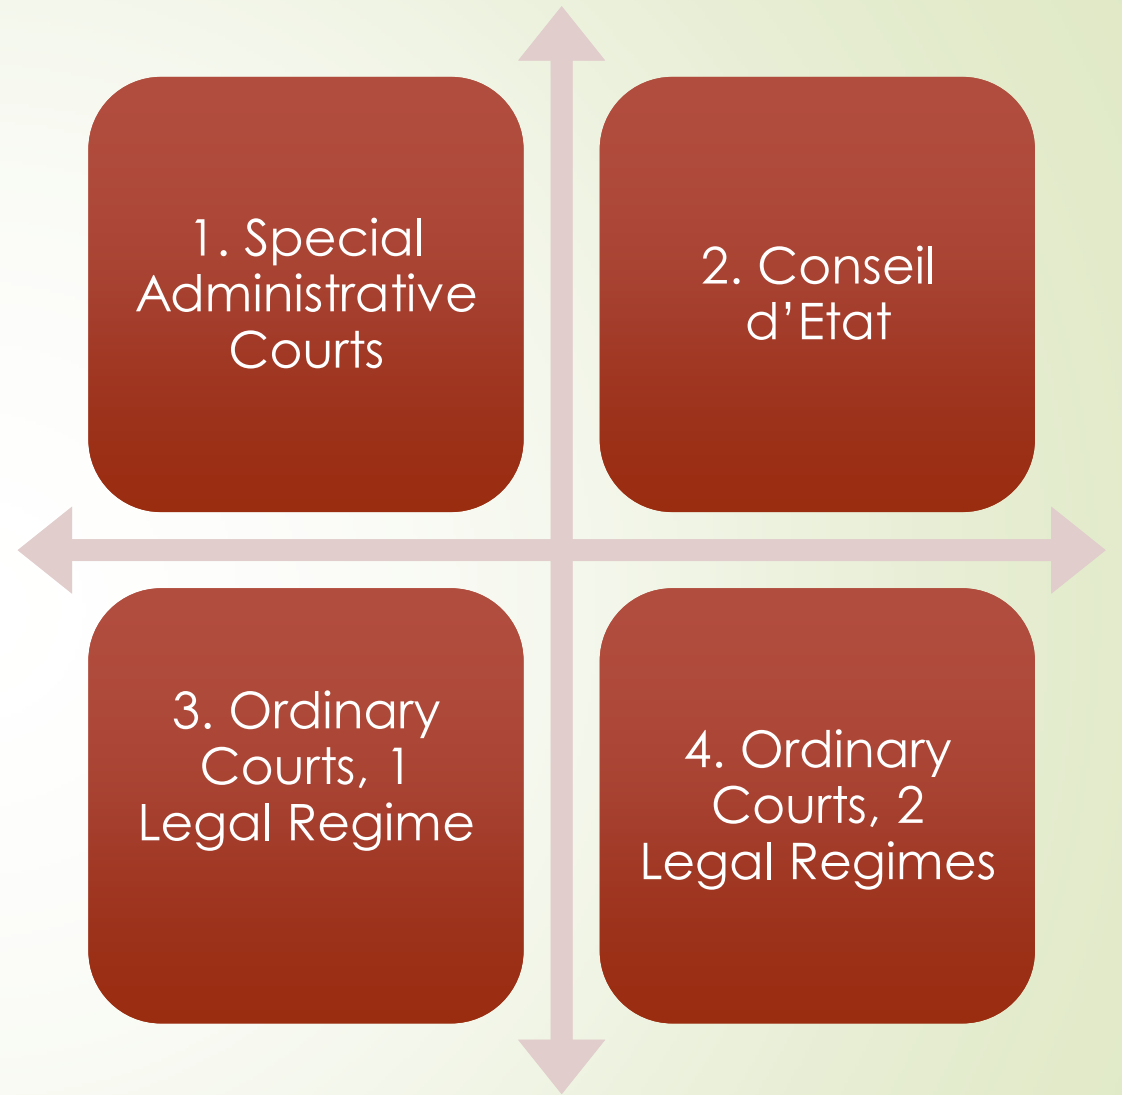 1. Special
Administrative
Courts
2. Conseil
d’Etat
3. Ordinary
Courts, 1
Legal Regime
4. Ordinary
Courts, 2
Legal Regimes